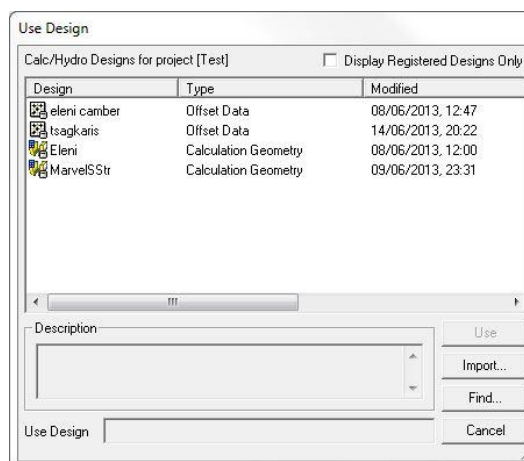 Use Design
Calc/Hydro Designs for project [Test] Display Registered Designs Only
Design Type Modified
eleni camber Offset Data 08/06/2013, 12:47
tsagkaris Offset Data 14/06/2013, 20:22
Eleni Calculation Geometry 08/06/2013, 12:00
MarvelSStr Calculation Geometry 09/06/2013, 23:31
Description
Use
Import...
Find...
Use Design Cancel